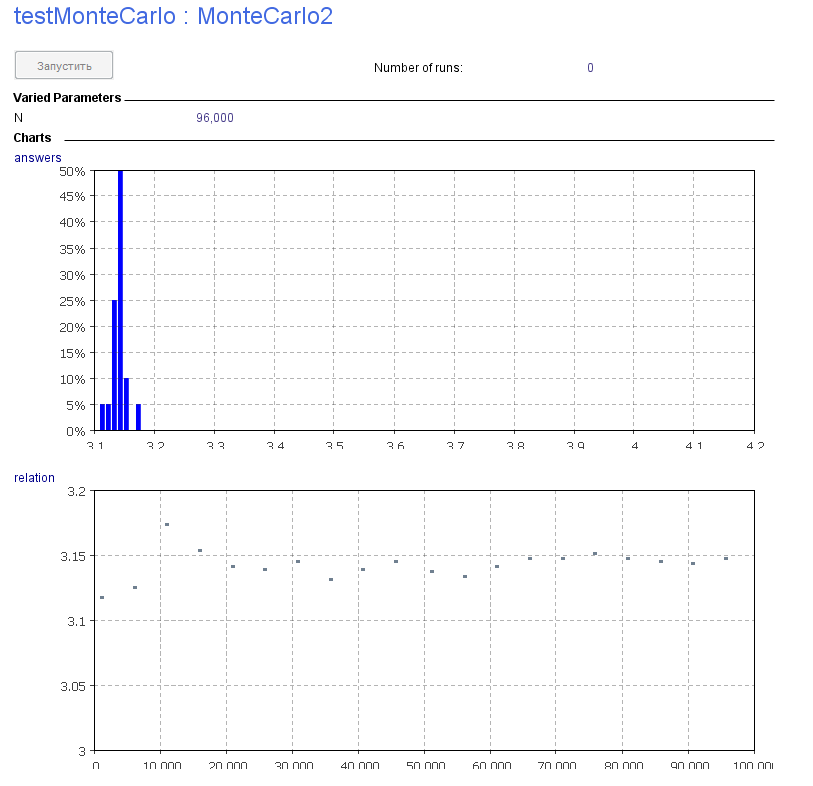 testMonteCarlo : MonteCarlo2
Запустить
Number of runs: 0
Varied Parameters
N 96,000
Charts
answers
50%
45%
40%
35%
30%
25%
20%
15%
10%
5%
0%
3.1 3.2 3.3 3.4 3.5 3.6 3.7 3.8 3.9 4 4.1 4.2
relation
3.2
3.15
3.1
3.05
3
0 10,000 20,000 30,000 40,000 50,000 60,000 70,000 80,000 90,000 100,00